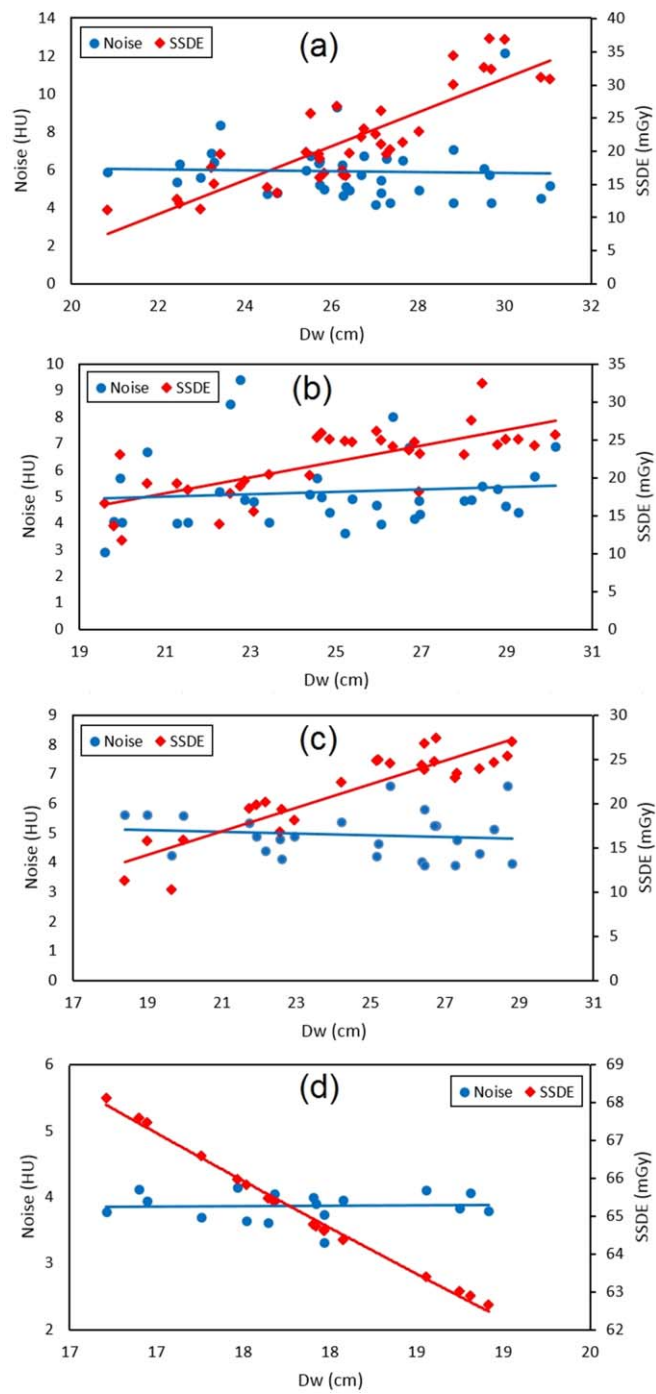 (a)
Noise SSDE
14 12 10 8 6 4 2 0
Noise (HU)
40 35 30 25 20 15 10 5 0
SSDE (mGy)
20 22 24 26 28 30 32
Dw (cm)
(b)
Noise SSDE
10 9 8 7 6 5 4 3 2 1 0
Noise (HU)
35 30 25 20 15 10 5 0
SSDE (mGy)
19 21 23 25 27 29 31
Dw (cm)
(c)
Noise SSDE
9 8 7 6 5 4 3 2 1 0
Noise (HU)
30 25 20 15 10 5 0
SSDE (mGy)
17 19 21 23 25 27 29 31
Dw (cm)
(d)
Noise SSDE
6 5 4 3 2
Noise (HU)
69 68 67 66 65 64 63 62
SSDE (mGy)
17 17 18 18 19 19 20
Dw (cm)